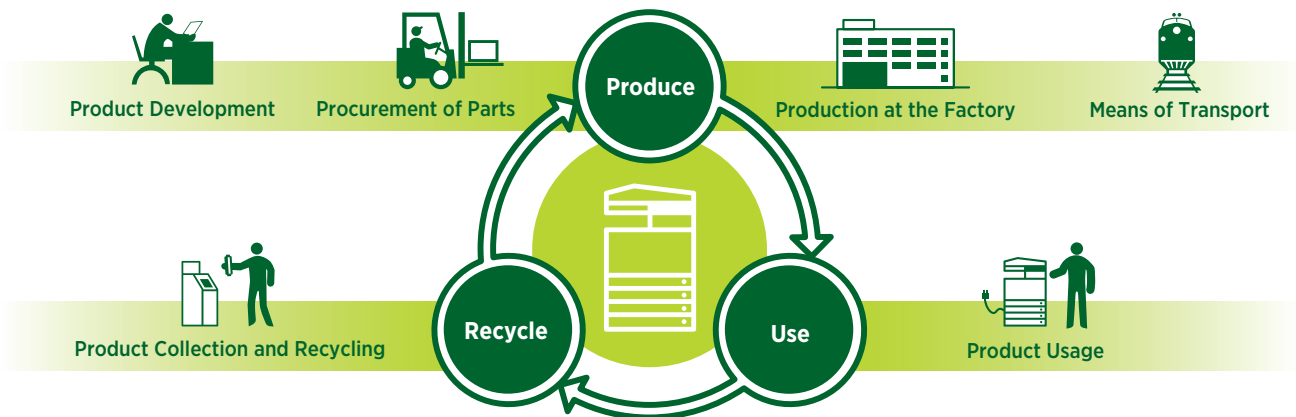 Produce
Product Development
Procurement of Parts
Production at the Factory
Means of Transport
Recycle
Use
Product Collection and Recycling
Product Usage